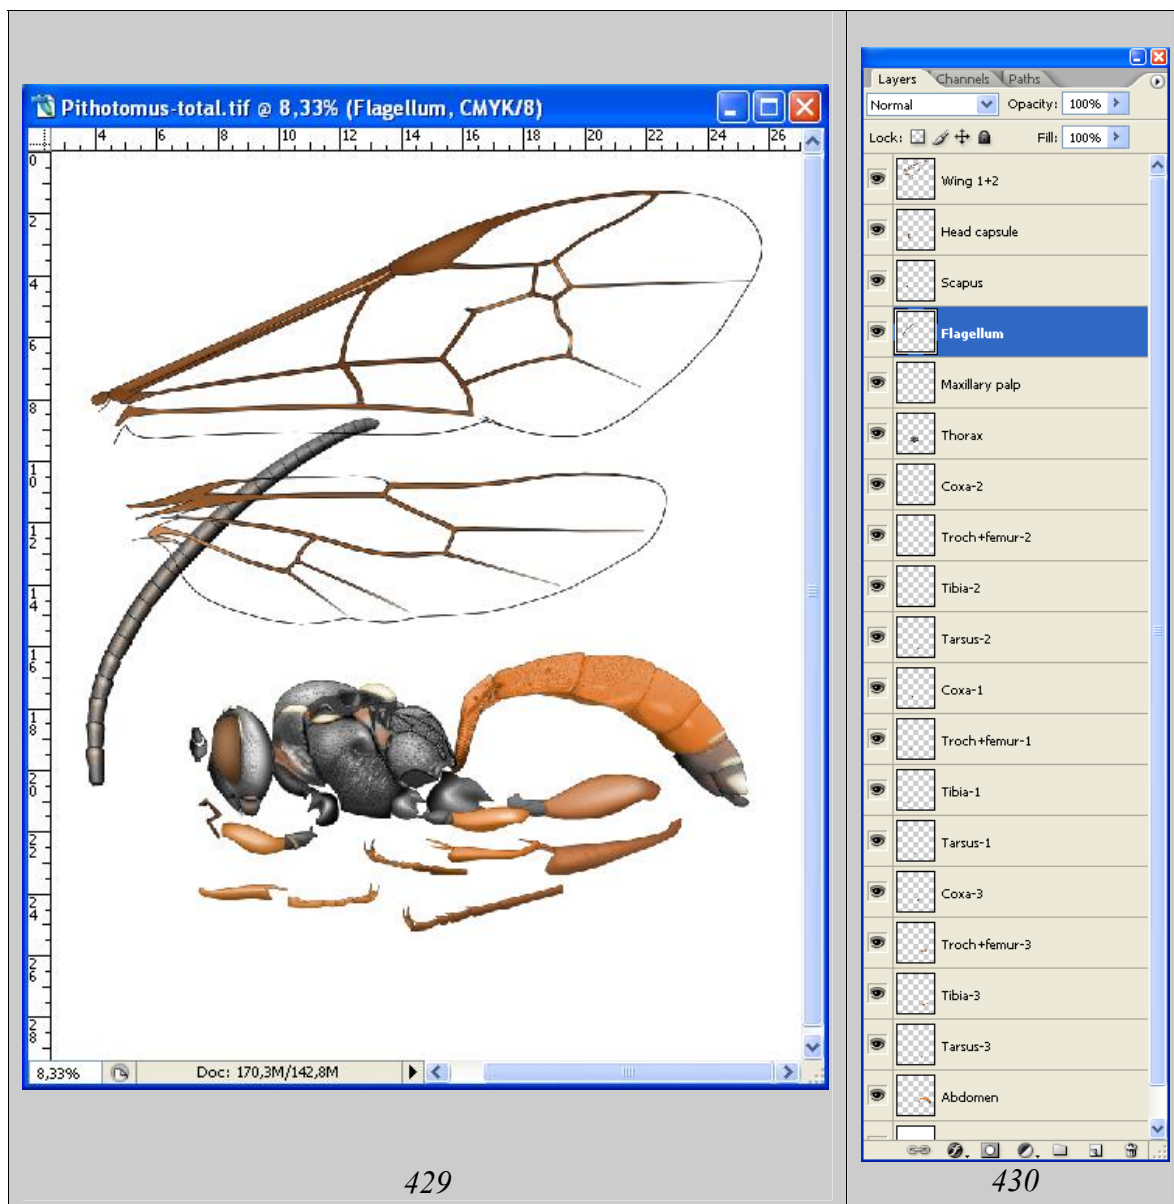 Pithotomus-total.tif @ 8,33% (Flagellum, CMYK/8)
4 6 8 10 12 14 16 18 20 22 24 26
0
2
4
6
8
10
12
14
16
18
20
22
24
26
28
8,33% Doc: 170,3M/142,8M
429
Layers Channels Paths
Normal Opacity: 100%
Lock: Fill: 100%
Wing 1+2
Head capsule
Scapus
Flagellum
Maxillary palp
Thorax
Coxa-2
Troch+femur-2
Tibia-2
Tarsus-2
Coxa-1
Troch+femur-1
Tibia-1
Tarsus-1
Coxa-3
Troch+femur-3
Tibia-3
Tarsus-3
Abdomen
430